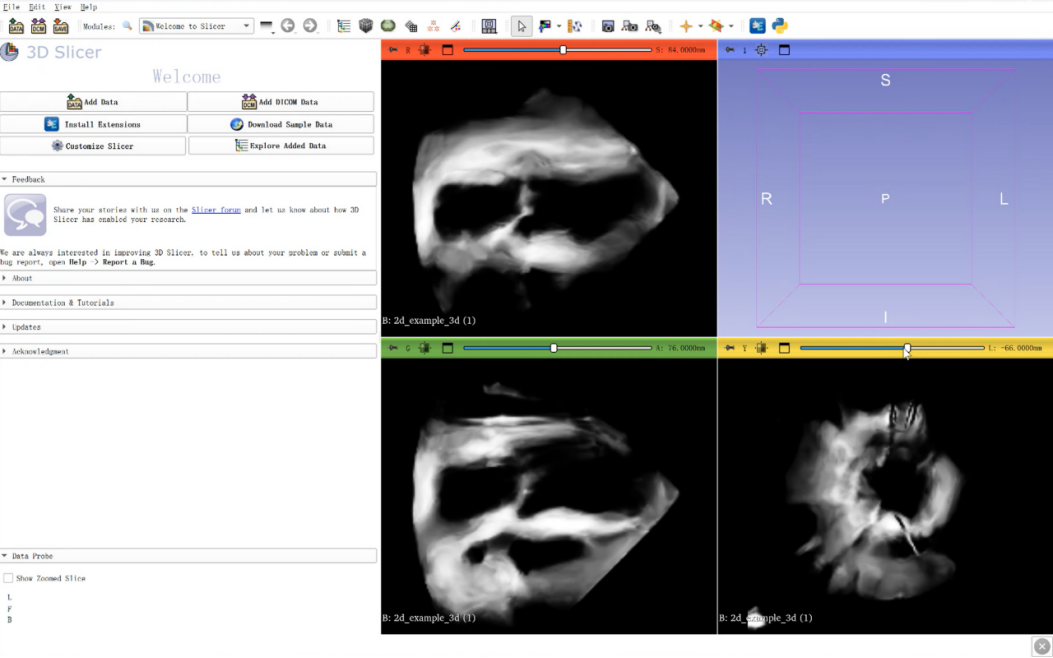 File Edit View Help
DATA DCM SAVE Modules: Welcome to Slicer
3D Slicer
Welcome
Add Data
Add DICOM Data
Install Extensions
Download Sample Data
Customize Slicer
Explore Added Data
Feedback
Share your stories with us on the Slicer forum and let us know about how 3D
Slicer has enabled your research.
We are always interested in improving 3D Slicer, to tell us about your problem or submit a
bug report, open Help -> Report a Bug.
About
Documentation & Tutorials
Updates
Acknowledgment
Data Probe
Show Zoomed Slice
L
F
B
R S: 64.0000mm
B: 2d_example_3d (1)
1
S
R
P
L
I
G A: 76.0000mm
B: 2d_example_3d (1)
Y L: -66.0000mm
B: 2d_example_3d (1)